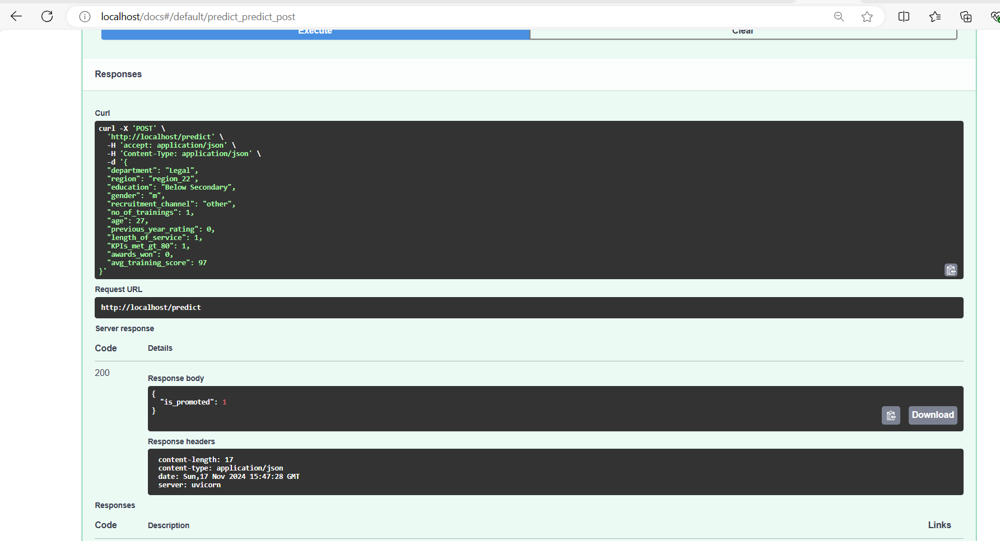 localhost/docs#/default/predict_predict_post
Execute
Clear
Responses
Curl
curl -X 'POST' \
'http://localhost/predict' \
-H 'accept: application/json' \
-H 'Content-Type: application/json' \
-d '{
"department": "Legal",
"region": "region_22",
"education": "Below Secondary",
"gender": "m",
"recruitment_channel": "other",
"no_of_trainings": 1,
"age": 27,
"previous_year_rating": 0,
"length_of_service": 1,
"KPIs_met_gt_80": 1,
"awards_won": 0,
"avg_training_score": 97
}'
Request URL
http://localhost/predict
Server response
Code Details
200
Response body
{
"is_promoted": 1
}
Download
Response headers
content-length: 17
content-type: application/json
date: Sun,17 Nov 2024 15:47:28 GMT
server: uvicorn
Responses
Code Description Links